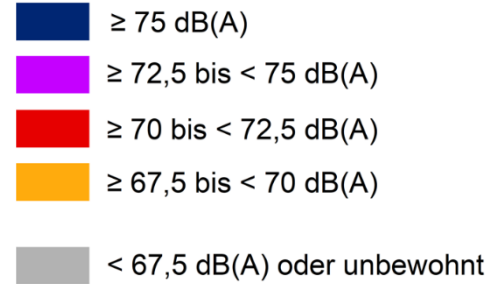 ≥ 75 dB(A)
≥ 72,5 bis < 75 dB(A)
≥ 70 bis < 72,5 dB(A)
≥ 67,5 bis < 70 dB(A)
< 67,5 dB(A) oder unbewohnt